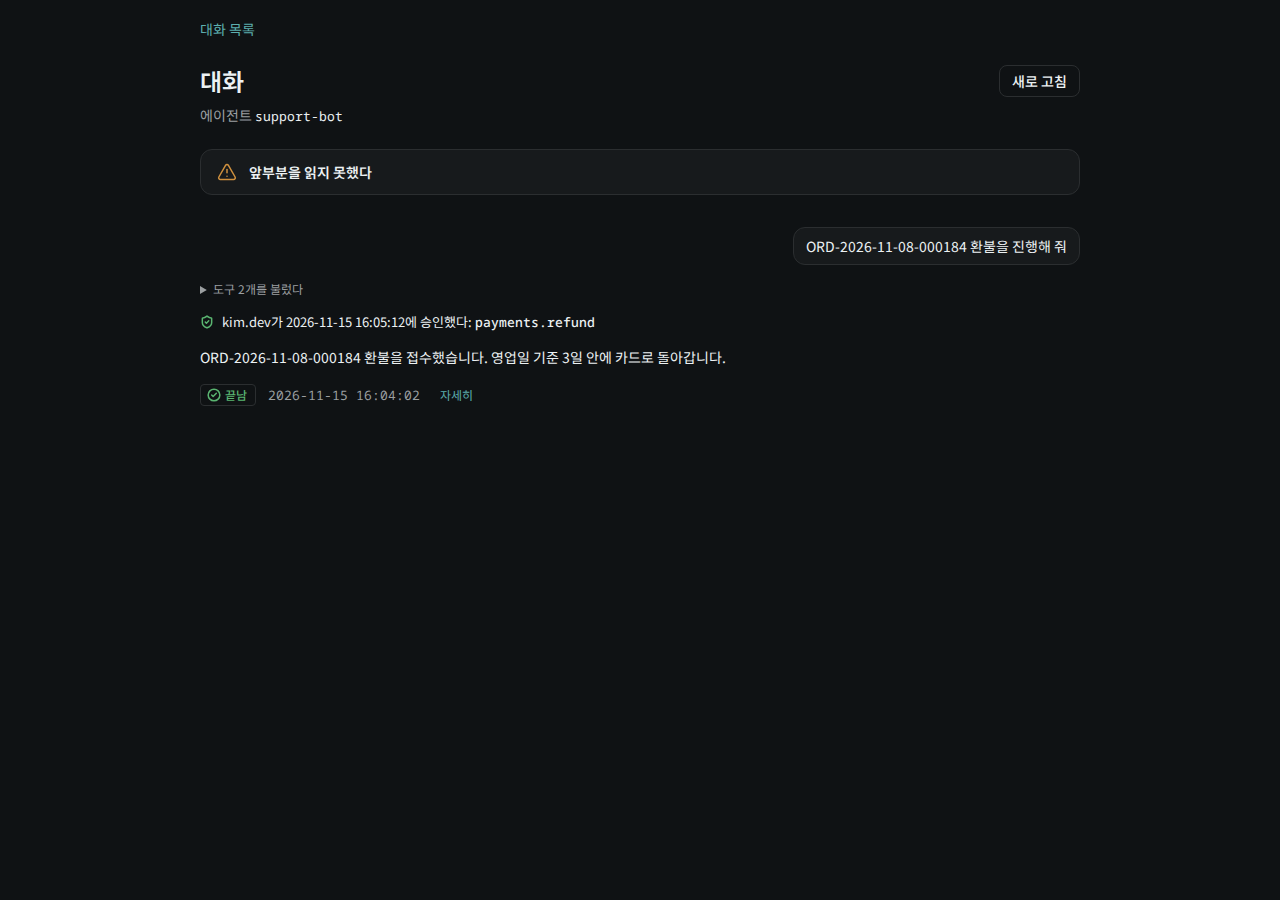 대화 목록
대화
새로 고침
에이전트 support-bot
앞부분을 읽지 못했다
ORD-2026-11-08-000184 환불을 진행해 줘
도구 2개를 불렀다
kim.dev가 2026-11-15 16:05:12에 승인했다: payments.refund
ORD-2026-11-08-000184 환불을 접수했습니다. 영업일 기준 3일 안에 카드로 돌아갑니다.
끝남 2026-11-15 16:04:02 자세히